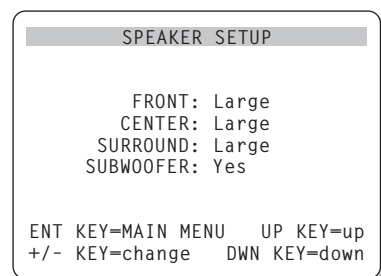 SPEAKER SETUP
FRONT: Large
CENTER: Large
SURROUND: Large
SUBWOOFER: Yes
ENT KEY=MAIN MENU UP KEY=up
+/- KEY=change DWN KEY=down